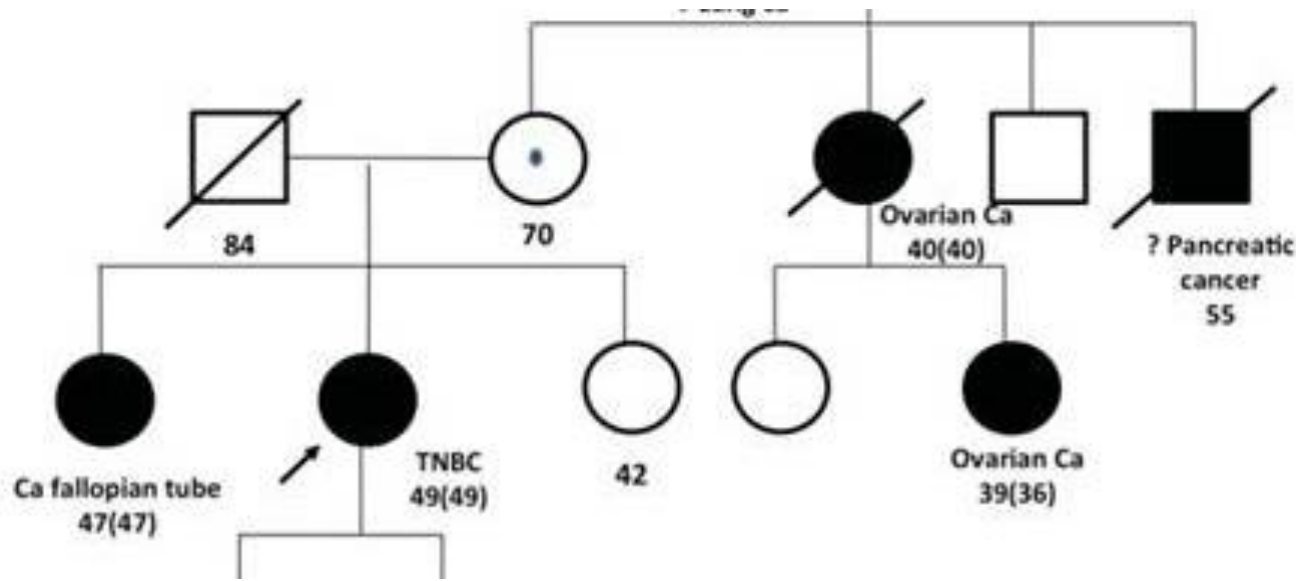 84
70
Ovarian Ca
40(40)
? Pancreatic
cancer
55
Ca fallopian tube
47(47)
TNBC
49(49)
42
Ovarian Ca
39(36)